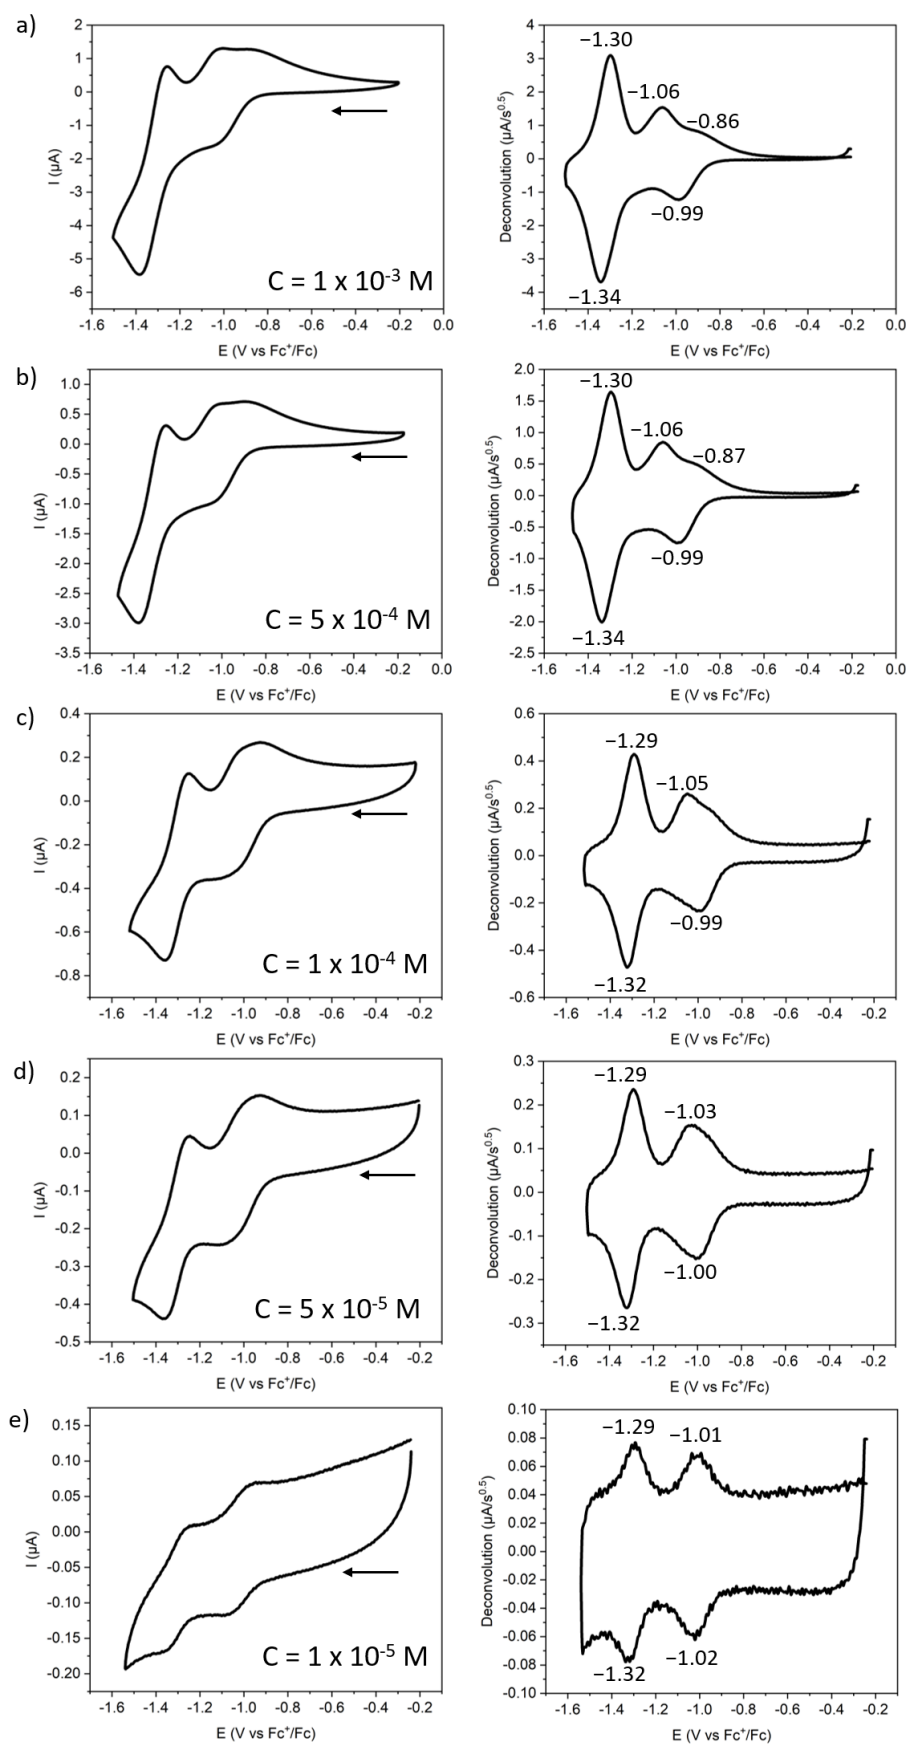 a)
2
1
0
-1
-2
-3
-4
-5
-6
I (µA)
C = 1 x 10-3 M
-1.6 -1.4 -1.2 -1.0 -0.8 -0.6 -0.4 -0.2 0.0
E (V vs Fc+/Fc)
4
3
2
1
0
-1
-2
-3
-4
Deconvolution (µA/s0.5)
−1.30
−1.06
−0.86
−0.99
−1.34
-1.6 -1.4 -1.2 -1.0 -0.8 -0.6 -0.4 -0.2 0.0
E (V vs Fc+/Fc)
b)
1.0
0.5
0.0
-0.5
-1.0
-1.5
-2.0
-2.5
-3.0
-3.5
I (µA)
C = 5 x 10-4 M
-1.6 -1.4 -1.2 -1.0 -0.8 -0.6 -0.4 -0.2 0.0
E (V vs Fc+/Fc)
2.0
1.5
1.0
0.5
0.0
-0.5
-1.0
-1.5
-2.0
-2.5
Deconvolution (µA/s0.5)
−1.30
−1.06
−0.87
−0.99
−1.34
-1.6 -1.4 -1.2 -1.0 -0.8 -0.6 -0.4 -0.2 0.0
E (V vs Fc+/Fc)
c)
0.4
0.2
0.0
-0.2
-0.4
-0.6
-0.8
I (µA)
C = 1 x 10-4 M
-1.6 -1.4 -1.2 -1.0 -0.8 -0.6 -0.4 -0.2
E (V vs Fc+/Fc)
0.6
0.4
0.2
0.0
-0.2
-0.4
-0.6
Deconvolution (µA/s0.5)
−1.29
−1.05
−0.99
−1.32
-1.6 -1.4 -1.2 -1.0 -0.8 -0.6 -0.4 -0.2
E (V vs Fc+/Fc)
d)
0.2
0.1
0.0
-0.1
-0.2
-0.3
-0.4
-0.5
I (µA)
C = 5 x 10-5 M
-1.6 -1.4 -1.2 -1.0 -0.8 -0.6 -0.4 -0.2
E (V vs Fc+/Fc)
0.3
0.2
0.1
0.0
-0.1
-0.2
-0.3
Deconvolution (µA/s0.5)
−1.29
−1.03
−1.00
−1.32
-1.6 -1.4 -1.2 -1.0 -0.8 -0.6 -0.4 -0.2
E (V vs Fc+/Fc)
e)
0.15
0.10
0.05
0.00
-0.05
-0.10
-0.15
-0.20
I (µA)
C = 1 x 10-5 M
-1.6 -1.4 -1.2 -1.0 -0.8 -0.6 -0.4 -0.2
E (V vs Fc+/Fc)
0.10
0.08
0.06
0.04
0.02
0.00
-0.02
-0.04
-0.06
-0.08
-0.10
Deconvolution (µA/s0.5)
−1.29
−1.01
−1.02
−1.32
-1.6 -1.4 -1.2 -1.0 -0.8 -0.6 -0.4 -0.2
E (V vs Fc+/Fc)